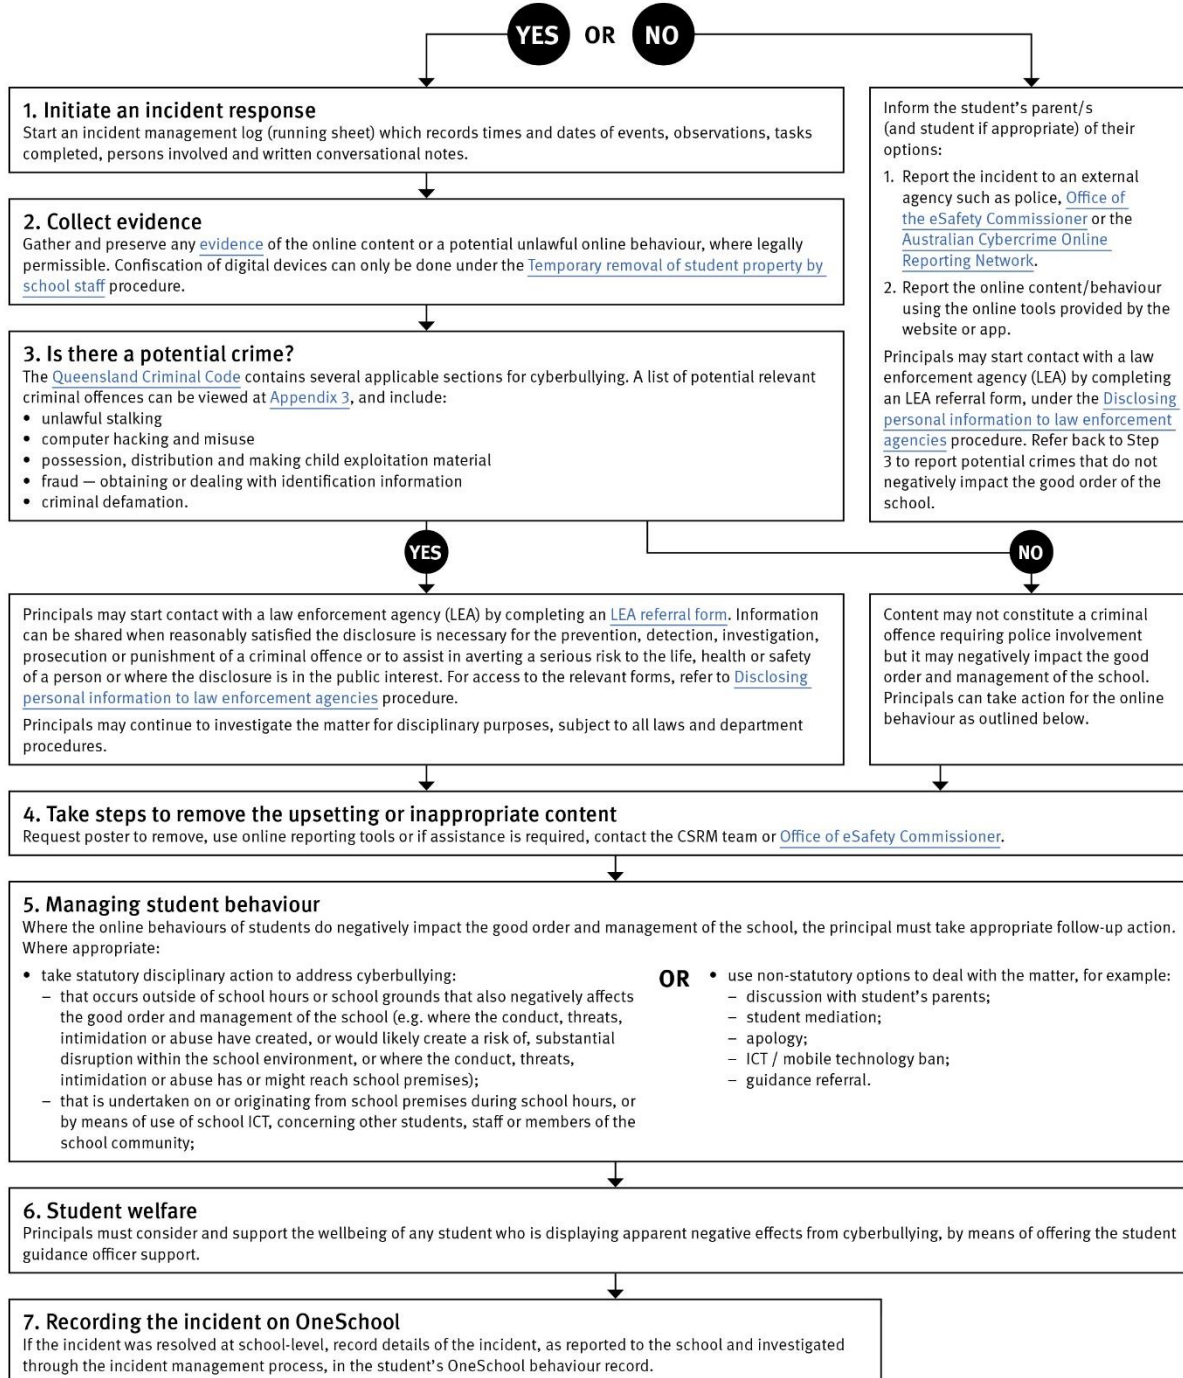 YES OR NO
1. Initiate an incident response
Start an incident management log (running sheet) which records times and dates of events, observations, tasks
completed, persons involved and written conversational notes.
2. Collect evidence
Gather and preserve any evidence of the online content or a potential unlawful online behaviour, where legally
permissible. Confiscation of digital devices can only be done under the Temporary removal of student property by
school staff procedure.
3. Is there a potential crime?
The Queensland Criminal Code contains several applicable sections for cyberbullying. A list of potential relevant
criminal offences can be viewed at Appendix 3, and include:
• unlawful stalking
• computer hacking and misuse
• possession, distribution and making child exploitation material
• fraud — obtaining or dealing with identification information
• criminal defamation.
Inform the student's parent/s
(and student if appropriate) of their
options:
1. Report the incident to an external
agency such as police, Office of
the eSafety Commissioner or the
Australian Cybercrime Online
Reporting Network.
2. Report the online content/behaviour
using the online tools provided by the
website or app.
Principals may start contact with a law
enforcement agency (LEA) by completing
an LEA referral form, under the Disclosing
personal information to law enforcement
agencies procedure. Refer back to Step
3 to report potential crimes that do not
negatively impact the good order of the
school.
YES
NO
Principals may start contact with a law enforcement agency (LEA) by completing an LEA referral form. Information
can be shared when reasonably satisfied the disclosure is necessary for the prevention, detection, investigation,
prosecution or punishment of a criminal offence or to assist in averting a serious risk to the life, health or safety
of a person or where the disclosure is in the public interest. For access to the relevant forms, refer to Disclosing
personal information to law enforcement agencies procedure.
Principals may continue to investigate the matter for disciplinary purposes, subject to all laws and department
procedures.
Content may not constitute a criminal
offence requiring police involvement
but it may negatively impact the good
order and management of the school.
Principals can take action for the online
behaviour as outlined below.
4. Take steps to remove the upsetting or inappropriate content
Request poster to remove, use online reporting tools or if assistance is required, contact the CSRM team or Office of eSafety Commissioner.
5. Managing student behaviour
Where the online behaviours of students do negatively impact the good order and management of the school, the principal must take appropriate follow-up action.
Where appropriate:
• take statutory disciplinary action to address cyberbullying:
– that occurs outside of school hours or school grounds that also negatively affects
the good order and management of the school (e.g. where the conduct, threats,
intimidation or abuse have created, or would likely create a risk of, substantial
disruption within the school environment, or where the conduct, threats,
intimidation or abuse has or might reach school premises);
– that is undertaken on or originating from school premises during school hours, or
by means of use of school ICT, concerning other students, staff or members of the
school community;
OR
• use non-statutory options to deal with the matter, for example:
– discussion with student's parents;
– student mediation;
– apology;
– ICT / mobile technology ban;
– guidance referral.
6. Student welfare
Principals must consider and support the wellbeing of any student who is displaying apparent negative effects from cyberbullying, by means of offering the student
guidance officer support.
7. Recording the incident on OneSchool
If the incident was resolved at school-level, record details of the incident, as reported to the school and investigated
through the incident management process, in the student's OneSchool behaviour record.